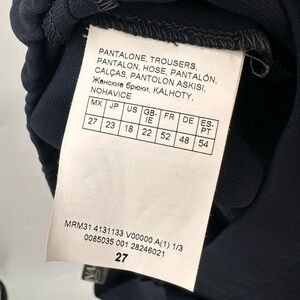 PANTALONE, TROUSERS,
PANTALON, HOSE, PANTALÓN,
CALÇAS, PANTOLON ASKISI,
Женские брюки, KALHOTY,
NOHAVICE
MX JP US GB-IE FR DE ES-PT
27 23 18 22 52 48 54
MRM31 4131133 V00000 A(1) 1/3
0085035 001 28246021
27